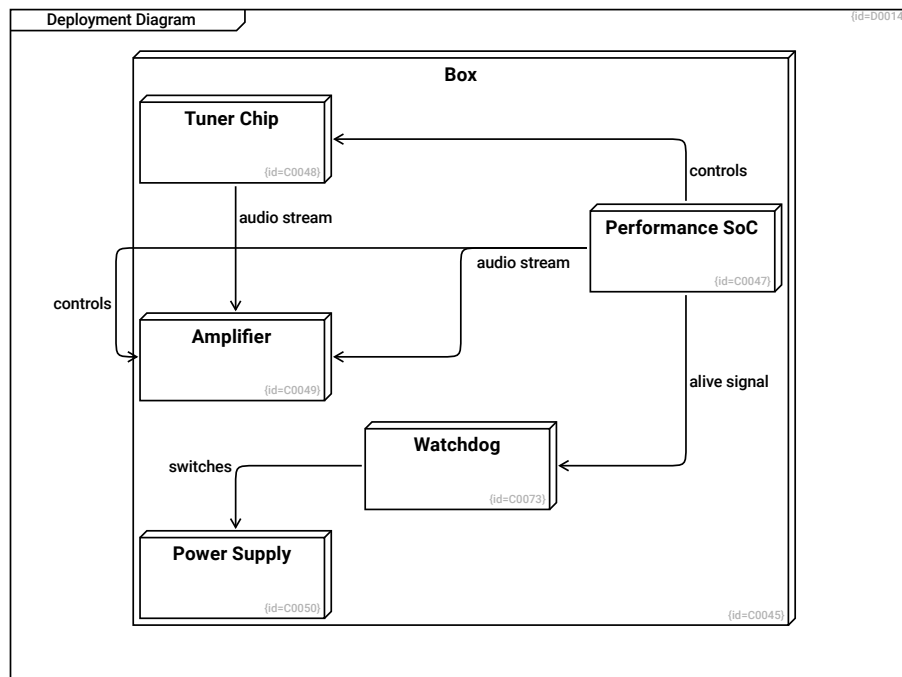 Deployment Diagram
{id=D0014
Box
Tuner Chip
{id=C0048}
controls
audio stream
Performance SoC
{id=C0047}
audio stream
controls
Amplifier
{id=C0049}
alive signal
Watchdog
{id=C0073}
switches
Power Supply
{id=C0050}
{id=C0045}